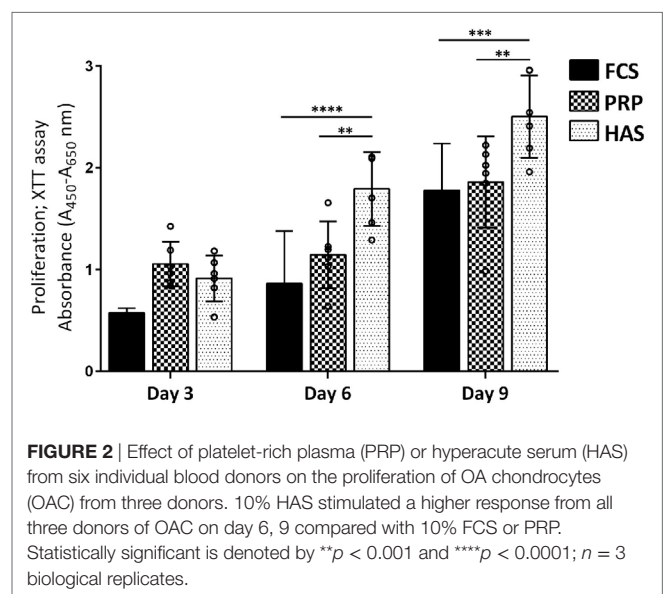 ***
**
FCS
PRP
HAS
****
**
3
2
1
0
Proliferation; XTT assay
Absorbance (A450-A650 nm)
Day 3
Day 6
Day 9
FIGURE 2 | Effect of platelet-rich plasma (PRP) or hyperacute serum (HAS)
from six individual blood donors on the proliferation of OA chondrocytes
(OAC) from three donors. 10% HAS stimulated a higher response from all
three donors of OAC on day 6, 9 compared with 10% FCS or PRP.
Statistically significant is denoted by **p < 0.001 and ****p < 0.0001; n = 3
biological replicates.